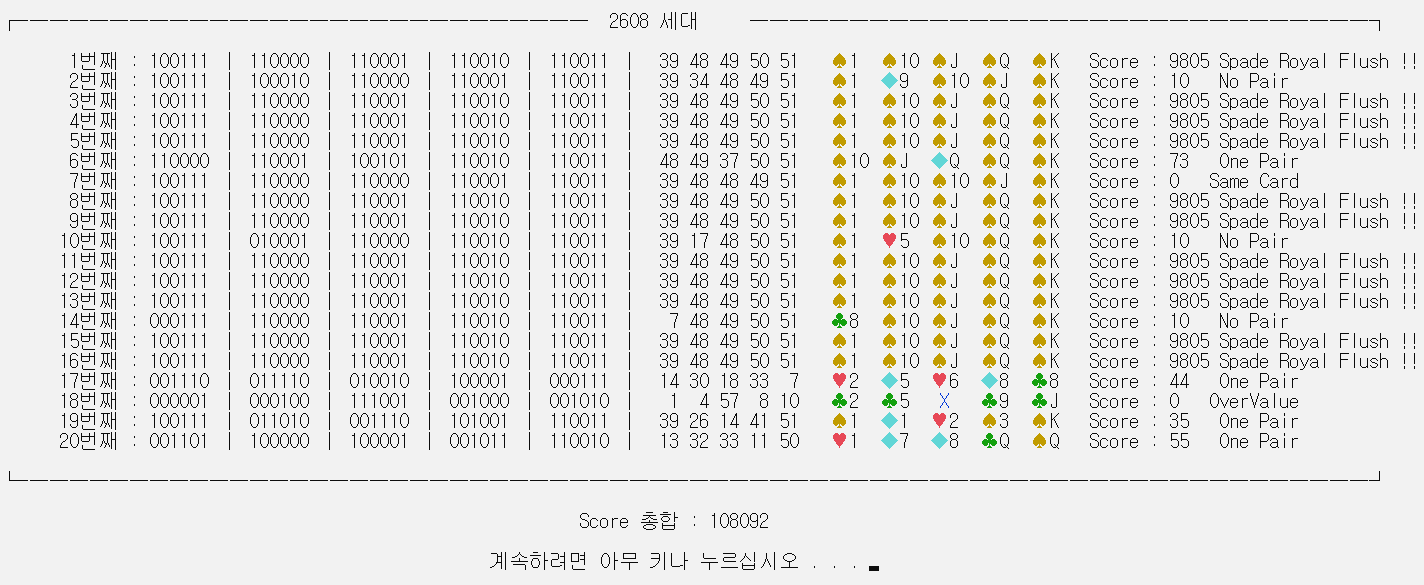 2608 세대
1번째 : 100111 | 110000 | 110001 | 110010 | 110011 | 39 48 49 50 51 ♠1 ♠10 ♠J ♠Q ♠K Score : 9805 Spade Royal Flush !!
2번째 : 100111 | 100010 | 110000 | 110001 | 110011 | 39 34 48 49 51 ♠1 ◆9 ♠10 ♠J ♠K Score : 10 No Pair
3번째 : 100111 | 110000 | 110001 | 110010 | 110011 | 39 48 49 50 51 ♠1 ♠10 ♠J ♠Q ♠K Score : 9805 Spade Royal Flush !!
4번째 : 100111 | 110000 | 110001 | 110010 | 110011 | 39 48 49 50 51 ♠1 ♠10 ♠J ♠Q ♠K Score : 9805 Spade Royal Flush !!
5번째 : 100111 | 110000 | 110001 | 110010 | 110011 | 39 48 49 50 51 ♠1 ♠10 ♠J ♠Q ♠K Score : 9805 Spade Royal Flush !!
6번째 : 110000 | 110001 | 100101 | 110010 | 110011 | 48 49 37 50 51 ♠10 ♠J ◆Q ♠Q ♠K Score : 73 One Pair
7번째 : 100111 | 110000 | 110000 | 110001 | 110011 | 39 48 48 49 51 ♠1 ♠10 ♠10 ♠J ♠K Score : 0 Same Card
8번째 : 100111 | 110000 | 110001 | 110010 | 110011 | 39 48 49 50 51 ♠1 ♠10 ♠J ♠Q ♠K Score : 9805 Spade Royal Flush !!
9번째 : 100111 | 110000 | 110001 | 110010 | 110011 | 39 48 49 50 51 ♠1 ♠10 ♠J ♠Q ♠K Score : 9805 Spade Royal Flush !!
10번째 : 100111 | 010001 | 110000 | 110010 | 110011 | 39 17 48 50 51 ♠1 ♥5 ♠10 ♠Q ♠K Score : 10 No Pair
11번째 : 100111 | 110000 | 110001 | 110010 | 110011 | 39 48 49 50 51 ♠1 ♠10 ♠J ♠Q ♠K Score : 9805 Spade Royal Flush !!
12번째 : 100111 | 110000 | 110001 | 110010 | 110011 | 39 48 49 50 51 ♠1 ♠10 ♠J ♠Q ♠K Score : 9805 Spade Royal Flush !!
13번째 : 100111 | 110000 | 110001 | 110010 | 110011 | 39 48 49 50 51 ♠1 ♠10 ♠J ♠Q ♠K Score : 9805 Spade Royal Flush !!
14번째 : 000111 | 110000 | 110001 | 110010 | 110011 | 7 48 49 50 51 ♣8 ♠10 ♠J ♠Q ♠K Score : 10 No Pair
15번째 : 100111 | 110000 | 110001 | 110010 | 110011 | 39 48 49 50 51 ♠1 ♠10 ♠J ♠Q ♠K Score : 9805 Spade Royal Flush !!
16번째 : 100111 | 110000 | 110001 | 110010 | 110011 | 39 48 49 50 51 ♠1 ♠10 ♠J ♠Q ♠K Score : 9805 Spade Royal Flush !!
17번째 : 001110 | 011110 | 010010 | 100001 | 000111 | 14 30 18 33 7 ♥2 ◆5 ♥6 ◆8 ♣8 Score : 44 One Pair
18번째 : 000001 | 000100 | 111001 | 001000 | 001010 | 1 4 57 8 10 ♣2 ♣5 X ♣9 ♣J Score : 0 OverValue
19번째 : 100111 | 011010 | 001110 | 101001 | 110011 | 39 26 14 41 51 ♠1 ◆1 ♥2 ♠3 ♠K Score : 35 One Pair
20번째 : 001101 | 100000 | 100001 | 001011 | 110010 | 13 32 33 11 50 ♥1 ◆7 ◆8 ♣Q ♠Q Score : 55 One Pair
Score 총합 : 108092
계속하려면 아무 키나 누르십시오 . . .